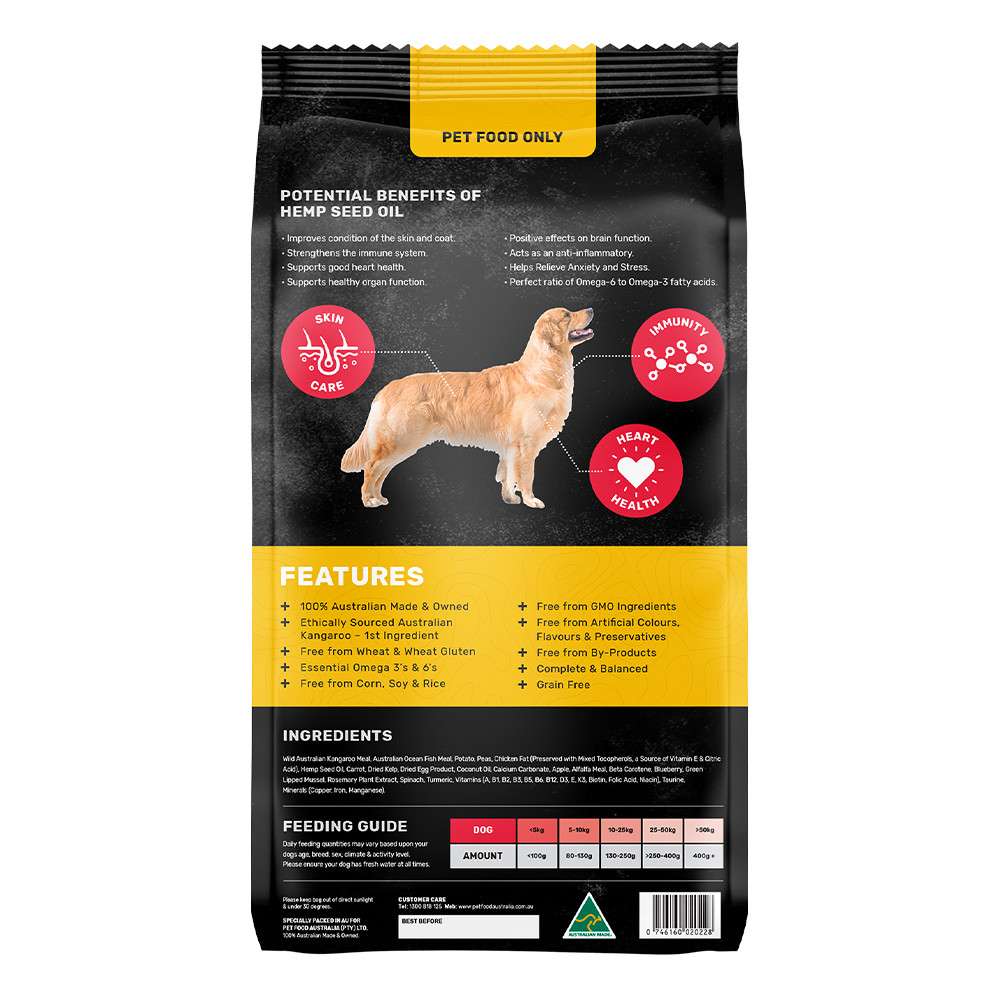 PET FOOD ONLY
POTENTIAL BENEFITS OF
HEMP SEED OIL
• Improves condition of the skin and coat.
• Strengthens the immune system.
• Supports good heart health.
• Supports healthy organ function.
• Positive effects on brain function.
• Acts as an anti-inflammatory.
• Helps Relieve Anxiety and Stress.
• Perfect ratio of Omega-6 to Omega-3 fatty acids.
SKIN
CARE
IMMUNITY
HEART
HEALTH
FEATURES
+ 100% Australian Made & Owned
+ Ethically Sourced Australian
Kangaroo – 1st Ingredient
+ Free from Wheat & Wheat Gluten
+ Essential Omega 3's & 6's
+ Free from Corn, Soy & Rice
+ Free from GMO Ingredients
+ Free from Artificial Colours,
Flavours & Preservatives
+ Free from By-Products
+ Complete & Balanced
+ Grain Free
INGREDIENTS
Wild Australian Kangaroo Meal, Australian Ocean Fish Meal, Potato, Peas, Chicken Fat (Preserved with Mixed Tocopherols, a Source of Vitamin E & Citric
Acid), Hemp Seed Oil, Carrot, Dried Kelp, Dried Egg Product, Coconut Oil, Calcium Carbonate, Apple, Alfalfa Meal, Beta Carotene, Blueberry, Green
Lipped Mussel, Rosemary Plant Extract, Spinach, Turmeric, Vitamins (A, B1, B2, B3, B5, B6, B12, D3, E, K3, Biotin, Folic Acid, Niacin), Taurine,
Minerals (Copper, Iron, Manganese).
FEEDING GUIDE
Daily feeding quantities may vary based upon your
dogs age, breed, sex, climate & activity level.
Please ensure your dog has fresh water at all times.
DOG <5kg 5-10kg 10-25kg 25-50kg >50kg
AMOUNT <100g 80-130g 130-250g >250-400g 400g +
Please keep bag out of direct sunlight
& under 30 degrees.
SPECIALLY PACKED IN AU FOR
PET FOOD AUSTRALIA (PTY) LTD.
100% Australian Made & Owned.
CUSTOMER CARE
Tel: 1300 818 125 Web: www.petfoodaustralia.com.au
BEST BEFORE
AUSTRALIAN MADE
0 746160 020228